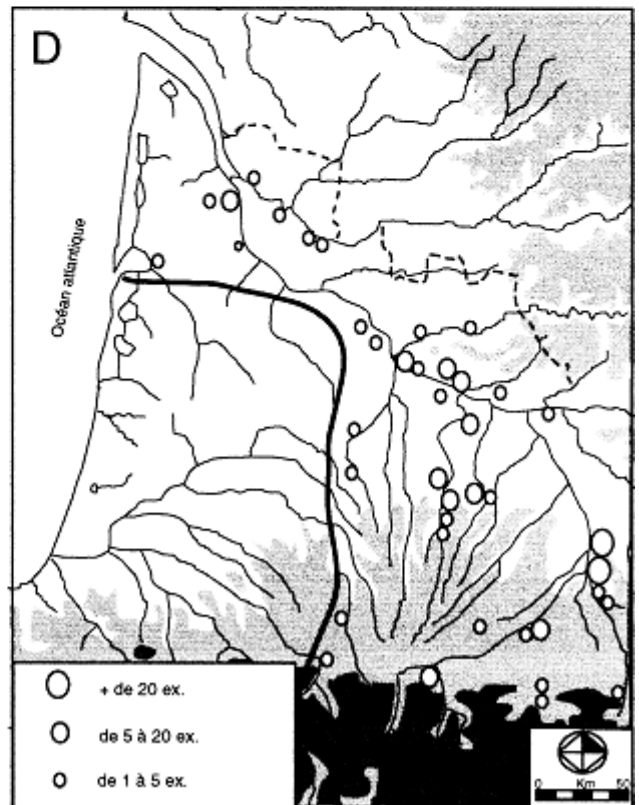 D
Océan atlantique
+ de 20 ex.
de 5 à 20 ex.
de 1 à 5 ex.
0 Km 50